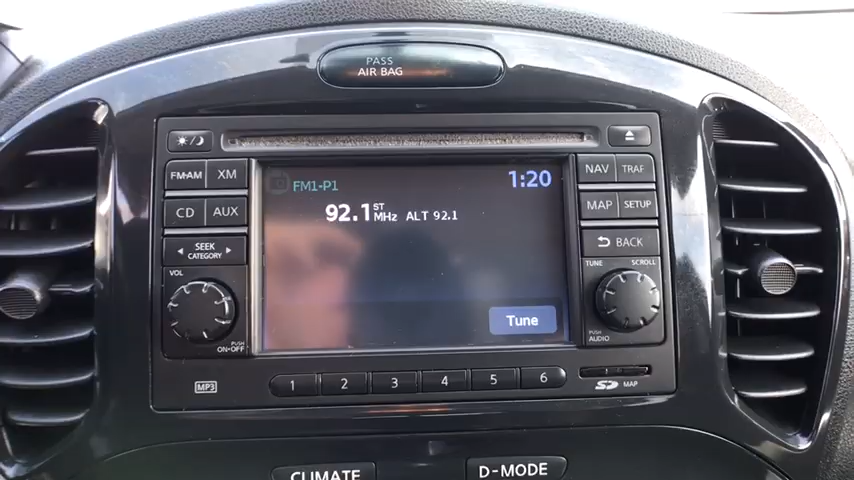 PASS
AIR BAG
FM·AM XM
CD AUX
SEEK
CATEGORY
VOL
PUSH
ON·OFF
FM1-P1 1:20
92.1 ST MHz ALT 92.1
Tune
NAV TRAF
MAP SETUP
BACK
TUNE SCROLL
PUSH
AUDIO
MP3
1 2 3 4 5 6
SD MAP
CLIMATE D-MODE